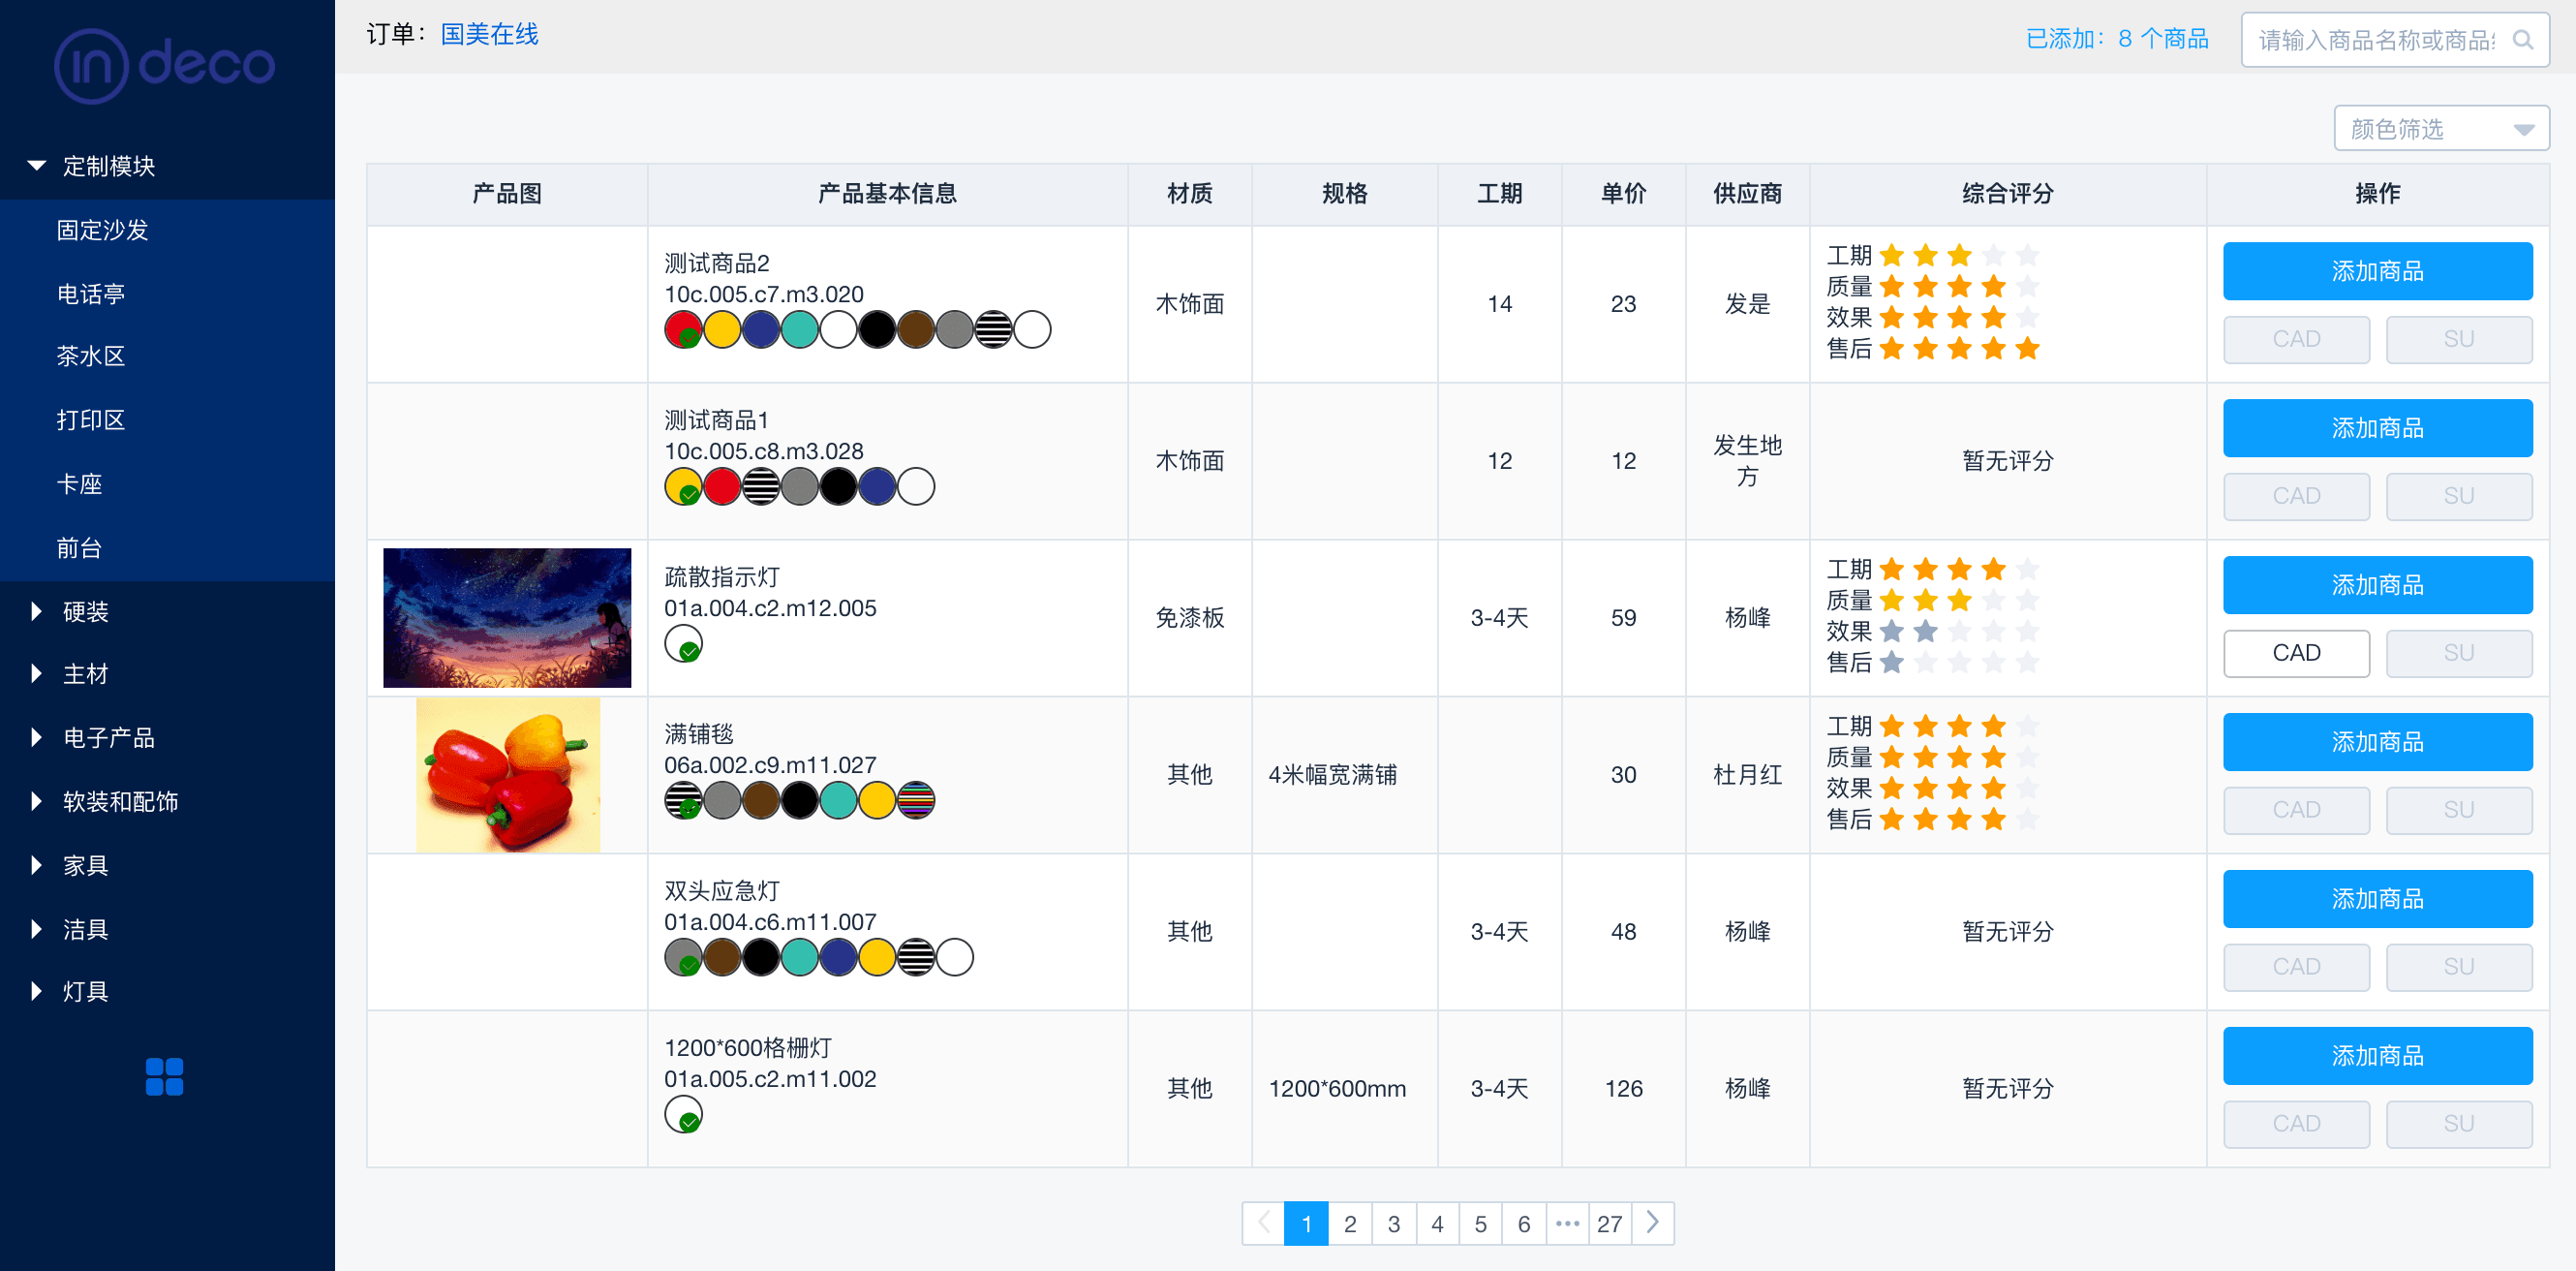 in deco
定制模块
固定沙发
电话亭
茶水区
打印区
卡座
前台
硬装
主材
电子产品
软装和配饰
家具
洁具
灯具
订单：国美在线
已添加：8 个商品
请输入商品名称或商品
颜色筛选
产品图 产品基本信息 材质 规格 工期 单价 供应商 综合评分 操作
测试商品2
10c.005.c7.m3.020
木饰面
14
23
发是
工期
质量
效果
售后
添加商品
CAD SU
测试商品1
10c.005.c8.m3.028
木饰面
12
12
发生地
方
暂无评分
添加商品
CAD SU
疏散指示灯
01a.004.c2.m12.005
免漆板
3-4天
59
杨峰
工期
质量
效果
售后
添加商品
CAD SU
满铺毯
06a.002.c9.m11.027
其他
4米幅宽满铺
30
杜月红
工期
质量
效果
售后
添加商品
CAD SU
双头应急灯
01a.004.c6.m11.007
其他
3-4天
48
杨峰
暂无评分
添加商品
CAD SU
1200*600格栅灯
01a.005.c2.m11.002
其他
1200*600mm
3-4天
126
杨峰
暂无评分
添加商品
CAD SU
1 2 3 4 5 6 ••• 27